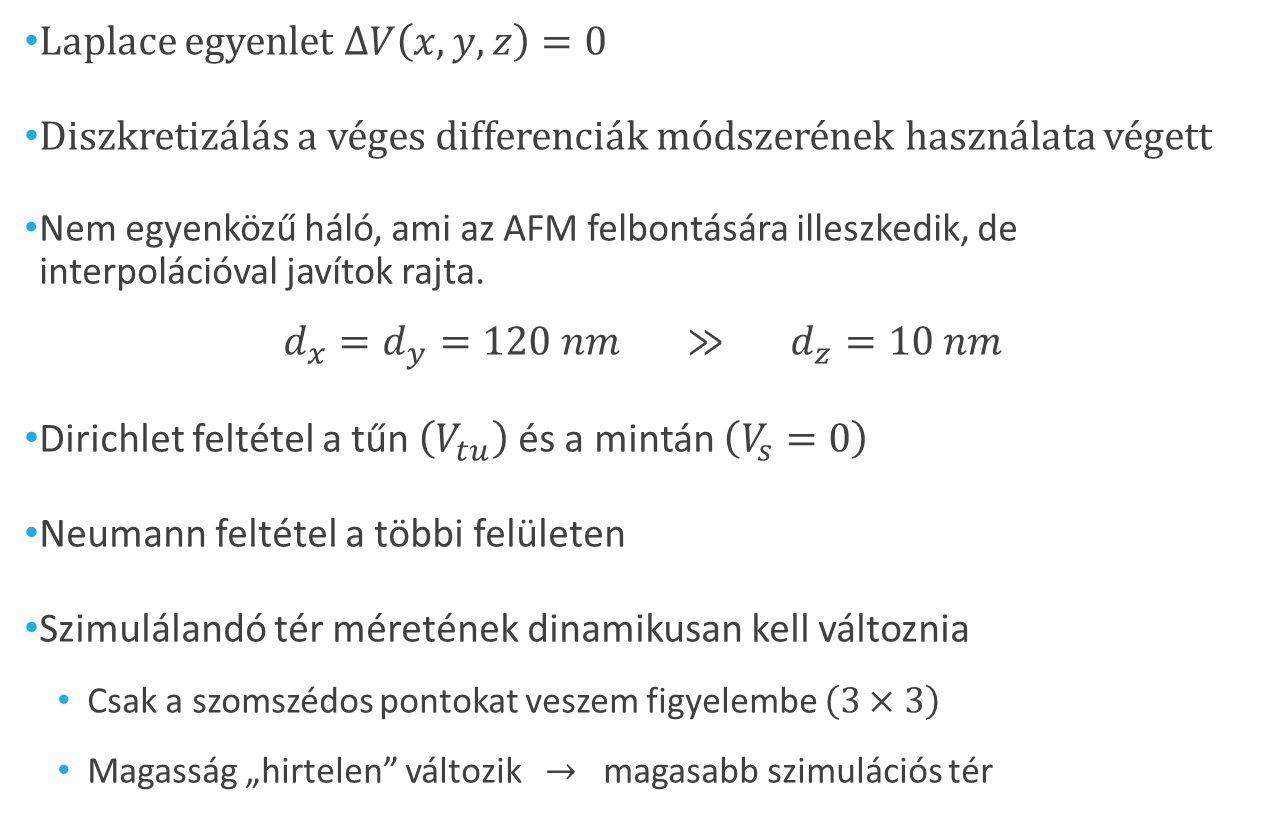 •Laplace egyenlet ΔV(x, y, z) = 0
•Diszkretizálás a véges differenciák módszerének használata végett
•Nem egyenközű háló, ami az AFM felbontására illeszkedik, de
interpolációval javítok rajta.
d_x = d_y = 120 nm ≫ d_z = 10 nm
•Dirichlet feltétel a tűn (V_tu) és a mintán (V_s = 0)
•Neumann feltétel a többi felületen
•Szimulálandó tér méretének dinamikusan kell változnia
• Csak a szomszédos pontokat veszem figyelembe (3 × 3)
• Magasság „hirtelen” változik → magasabb szimulációs tér